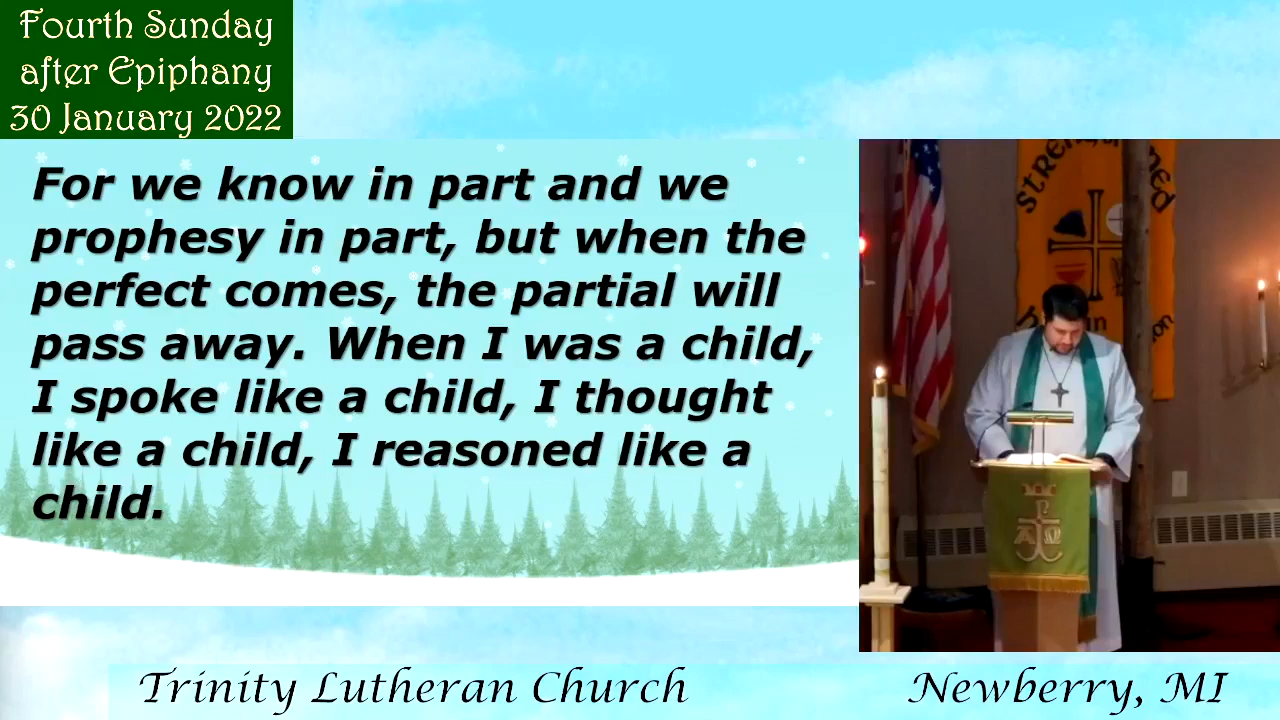 Fourth Sunday
after Epiphany
30 January 2022
For we know in part and we
prophesy in part, but when the
perfect comes, the partial will
pass away. When I was a child,
I spoke like a child, I thought
like a child, I reasoned like a
child.
Trinity Lutheran Church
Newberry, MI